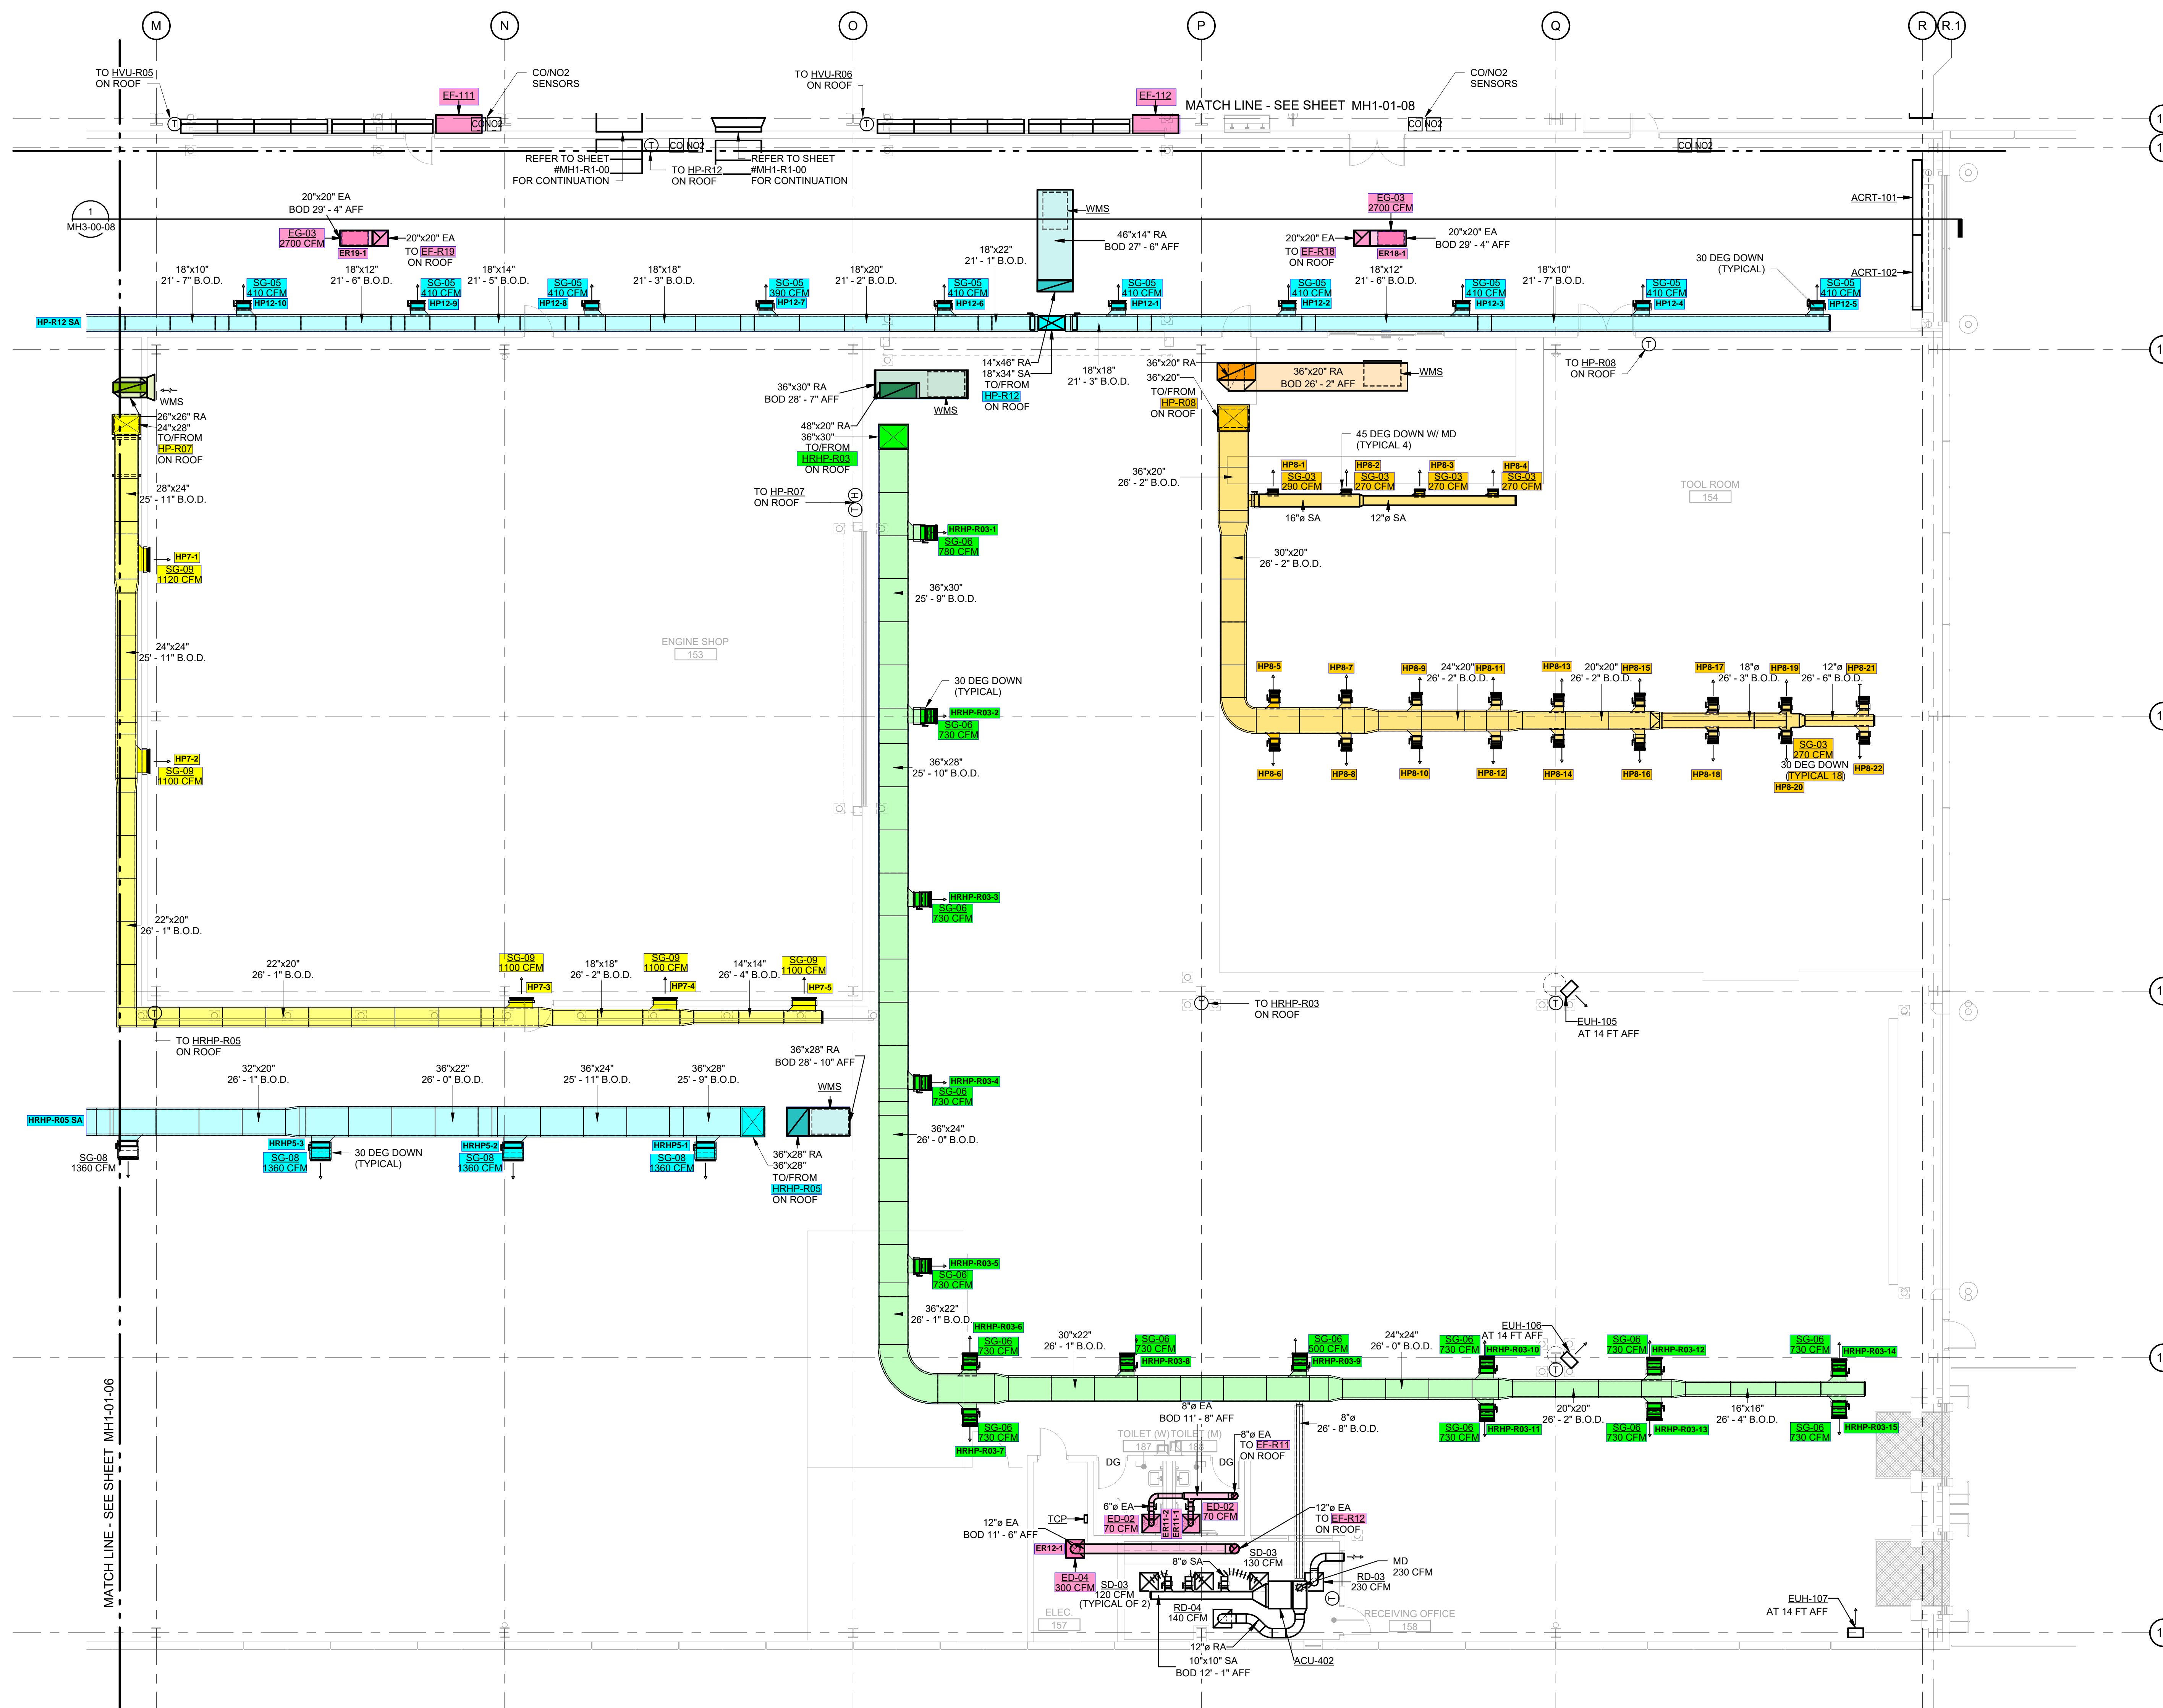 M
N
O
P
Q
R
R.1
TO HVU-R05
ON ROOF
CO/NO2
SENSORS
EF-111
CO
NO2
TO HVU-R06
ON ROOF
EF-112
MATCH LINE - SEE SHEET MH1-01-08
CO/NO2
SENSORS
CO NO2
CO NO2
T
T
T
CO NO2
REFER TO SHEET
#MH1-R1-00
FOR CONTINUATION
TO HP-R12
ON ROOF
REFER TO SHEET
#MH1-R1-00
FOR CONTINUATION
1
MH3-00-08
20"x20" EA
BOD 29' - 4" AFF
EG-03
2700 CFM
ER19-1
20"x20" EA
TO EF-R19
ON ROOF
WMS
46"x14" RA
BOD 27' - 6" AFF
EG-03
2700 CFM
20"x20" EA
TO EF-R18
ON ROOF
ER18-1
20"x20" EA
BOD 29' - 4" AFF
ACRT-101
ACRT-102
30 DEG DOWN
(TYPICAL)
18"x10"
21' - 7" B.O.D.
SG-05
410 CFM
HP12-10
18"x12"
21' - 6" B.O.D.
SG-05
410 CFM
HP12-9
18"x14"
21' - 5" B.O.D.
SG-05
410 CFM
HP12-8
18"x18"
21' - 3" B.O.D.
SG-05
390 CFM
HP12-7
18"x20"
21' - 2" B.O.D.
SG-05
410 CFM
HP12-6
18"x22"
21' - 1" B.O.D.
SG-05
410 CFM
HP12-1
SG-05
410 CFM
HP12-2
18"x12"
21' - 6" B.O.D.
SG-05
410 CFM
HP12-3
18"x10"
21' - 7" B.O.D.
SG-05
410 CFM
HP12-4
SG-05
410 CFM
HP12-5
HP-R12 SA
14"x46" RA
18"x34" SA
TO/FROM
HP-R12
ON ROOF
18"x18"
21' - 3" B.O.D.
TO HP-R08
ON ROOF
T
WMS
26"x26" RA
24"x28"
TO/FROM
HP-R07
ON ROOF
36"x30" RA
BOD 28' - 7" AFF
WMS
48"x20" RA
36"x30"
TO/FROM
HRHP-R03
ON ROOF
36"x20" RA
36"x20"
TO/FROM
HP-R08
ON ROOF
36"x20" RA
BOD 26' - 2" AFF
WMS
45 DEG DOWN W/ MD
(TYPICAL 4)
HP8-1
SG-03
290 CFM
HP8-2
SG-03
270 CFM
HP8-3
SG-03
270 CFM
HP8-4
SG-03
270 CFM
36"x20"
26' - 2" B.O.D.
16"ø SA
12"ø SA
TOOL ROOM
154
28"x24"
25' - 11" B.O.D.
TO HP-R07
ON ROOF
H
T
HRHP-R03-1
SG-06
780 CFM
HP7-1
SG-09
1120 CFM
30"x20"
26' - 2" B.O.D.
36"x30"
25' - 9" B.O.D.
24"x24"
25' - 11" B.O.D.
ENGINE SHOP
153
30 DEG DOWN
(TYPICAL)
HRHP-R03-2
SG-06
730 CFM
HP8-5
HP8-7
HP8-9
24"x20"
26' - 2" B.O.D.
HP8-11
HP8-13
20"x20"
26' - 2" B.O.D.
HP8-15
HP8-17
18"ø
26' - 3" B.O.D.
HP8-19
12"ø
26' - 6" B.O.D.
HP8-21
HP7-2
SG-09
1100 CFM
36"x28"
25' - 10" B.O.D.
HP8-6
HP8-8
HP8-10
HP8-12
HP8-14
HP8-16
HP8-18
SG-03
270 CFM
30 DEG DOWN
(TYPICAL 18)
HP8-20
HP8-22
HRHP-R03-3
SG-06
730 CFM
22"x20"
26' - 1" B.O.D.
22"x20"
26' - 1" B.O.D.
SG-09
1100 CFM
HP7-3
18"x18"
26' - 2" B.O.D.
SG-09
1100 CFM
HP7-4
14"x14"
26' - 4" B.O.D.
SG-09
1100 CFM
HP7-5
T
TO HRHP-R05
ON ROOF
T
TO HRHP-R03
ON ROOF
T
EUH-105
AT 14 FT AFF
36"x28" RA
BOD 28' - 10" AFF
WMS
32"x20"
26' - 1" B.O.D.
36"x22"
26' - 0" B.O.D.
36"x24"
25' - 11" B.O.D.
36"x28"
25' - 9" B.O.D.
HRHP-R03-4
SG-06
730 CFM
HRHP-R05 SA
SG-08
1360 CFM
HRHP5-3
SG-08
1360 CFM
30 DEG DOWN
(TYPICAL)
HRHP5-2
SG-08
1360 CFM
HRHP5-1
SG-08
1360 CFM
36"x28" RA
36"x28"
TO/FROM
HRHP-R05
ON ROOF
36"x24"
26' - 0" B.O.D.
HRHP-R03-5
SG-06
730 CFM
36"x22"
26' - 1" B.O.D.
HRHP-R03-6
SG-06
730 CFM
30"x22"
26' - 1" B.O.D.
SG-06
730 CFM
HRHP-R03-8
SG-06
500 CFM
HRHP-R03-9
24"x24"
26' - 0" B.O.D.
SG-06
730 CFM
HRHP-R03-10
EUH-106
AT 14 FT AFF
T
SG-06
730 CFM
HRHP-R03-12
SG-06
730 CFM
HRHP-R03-14
SG-06
730 CFM
HRHP-R03-7
8"ø EA
BOD 11' - 8" AFF
8"ø
26' - 8" B.O.D.
SG-06
730 CFM
HRHP-R03-11
20"x20"
26' - 2" B.O.D.
SG-06
730 CFM
HRHP-R03-13
16"x16"
26' - 4" B.O.D.
SG-06
730 CFM
HRHP-R03-15
TOILET (W)
187
TOILET (M)
188
DG
DG
8"ø EA
TO EF-R11
ON ROOF
6"ø EA
ED-02
70 CFM
ER11-2
ER11-1
ED-02
70 CFM
12"ø EA
TO EF-R12
ON ROOF
TCP
12"ø EA
BOD 11' - 6" AFF
ER12-1
ED-04
300 CFM
8"ø SA
SD-03
130 CFM
MD
230 CFM
RD-03
230 CFM
SD-03
120 CFM
(TYPICAL OF 2)
RD-04
140 CFM
T
ELEC.
157
RECEIVING OFFICE
158
12"ø RA
10"x10" SA
BOD 12' - 1" AFF
ACU-402
EUH-107
AT 14 FT AFF
MATCH LINE - SEE SHEET MH1-01-06
1
1
1
1
1
1
1